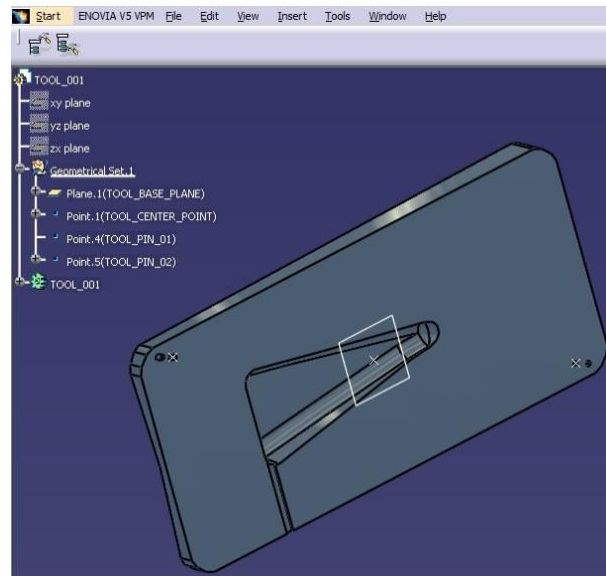 Start ENOVIA V5 VPM File Edit View Insert Tools Window Help
TOOL_001
xy plane
yz plane
zx plane
Geometrical Set.1
Plane.1(TOOL_BASE_PLANE)
Point.1(TOOL_CENTER_POINT)
Point.4(TOOL_PIN_01)
Point.5(TOOL_PIN_02)
TOOL_001